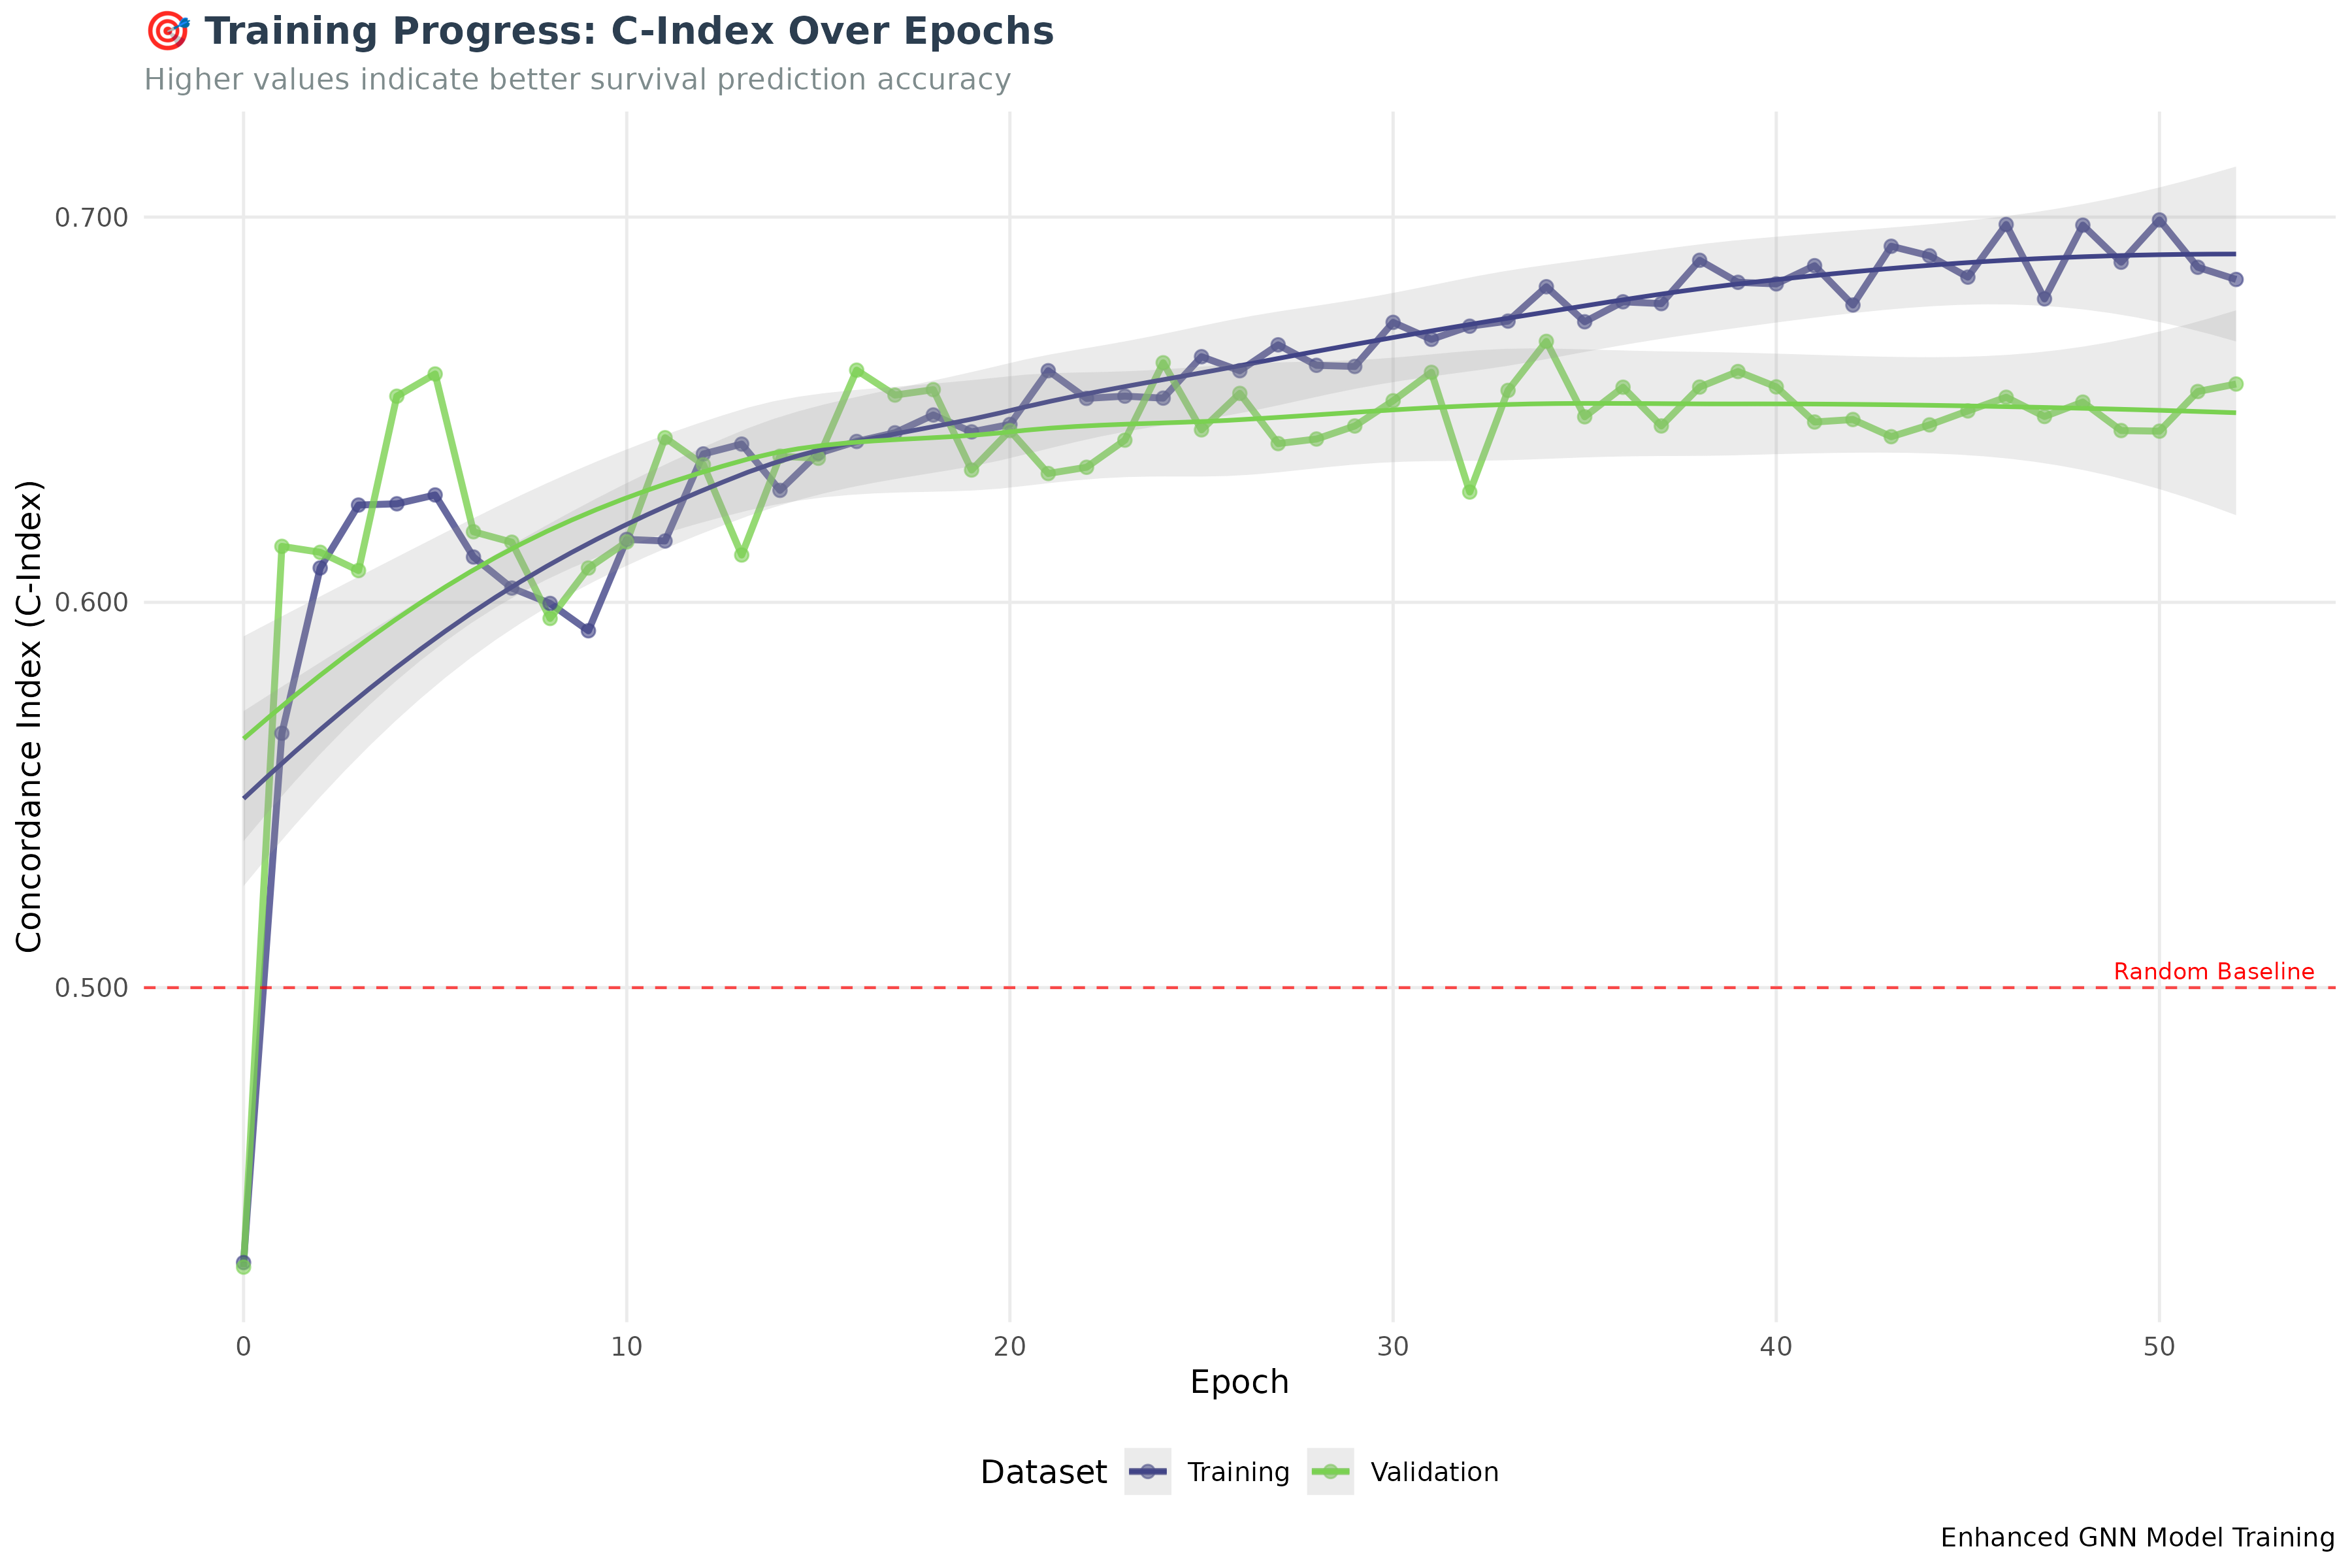 🎯 Training Progress: C-Index Over Epochs
Higher values indicate better survival prediction accuracy
Concordance Index (C-Index)
0.700
0.600
0.500
Random Baseline
0 10 20 30 40 50
Epoch
Dataset Training Validation
Enhanced GNN Model Training